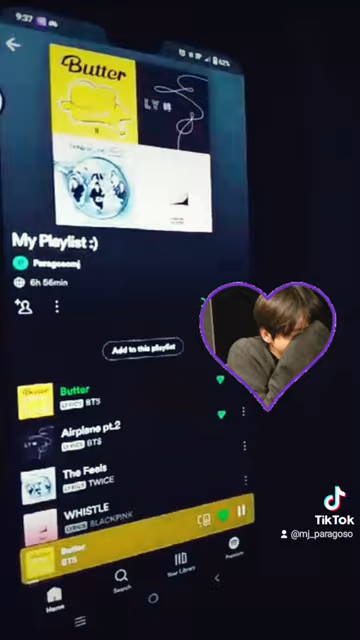 9:37
62%
Butter
L Y
My Playlist :)
Paragosomj
6h 56min
Add to this playlist
Butter
LYRICS BTS
Airplane pt.2
LYRICS BTS
The Feels
LYRICS TWICE
WHISTLE
LYRICS BLACKPINK
Butter
BTS
Home
Search
Your Library
Premium
TikTok
@mj_paragoso